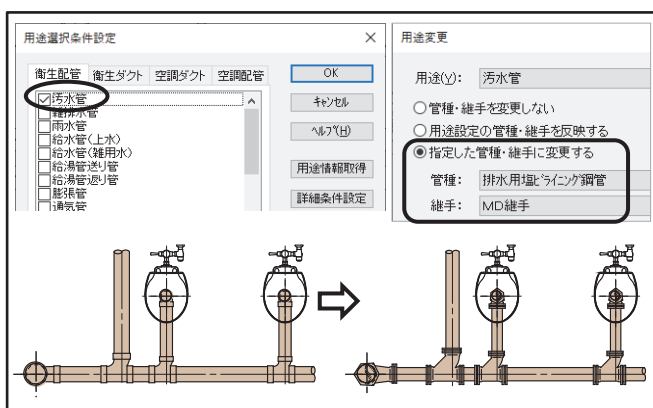 用途選択条件設定
衛生配管 衛生ダクト 空調ダクト 空調配管
汚水管
雑排水管
雨水管
給水管(上水)
給水管(雑用水)
給湯管送り管
給湯管返り管
膨張管
通気管
OK
キャンセル
ヘルプ(H)
用途情報取得
詳細条件設定
用途変更
用途(Y): 汚水管
管種・継手を変更しない
用途設定の管種・継手を反映する
指定した管種・継手に変更する
管種: 排水用塩ビライニング鋼管
継手: MD継手